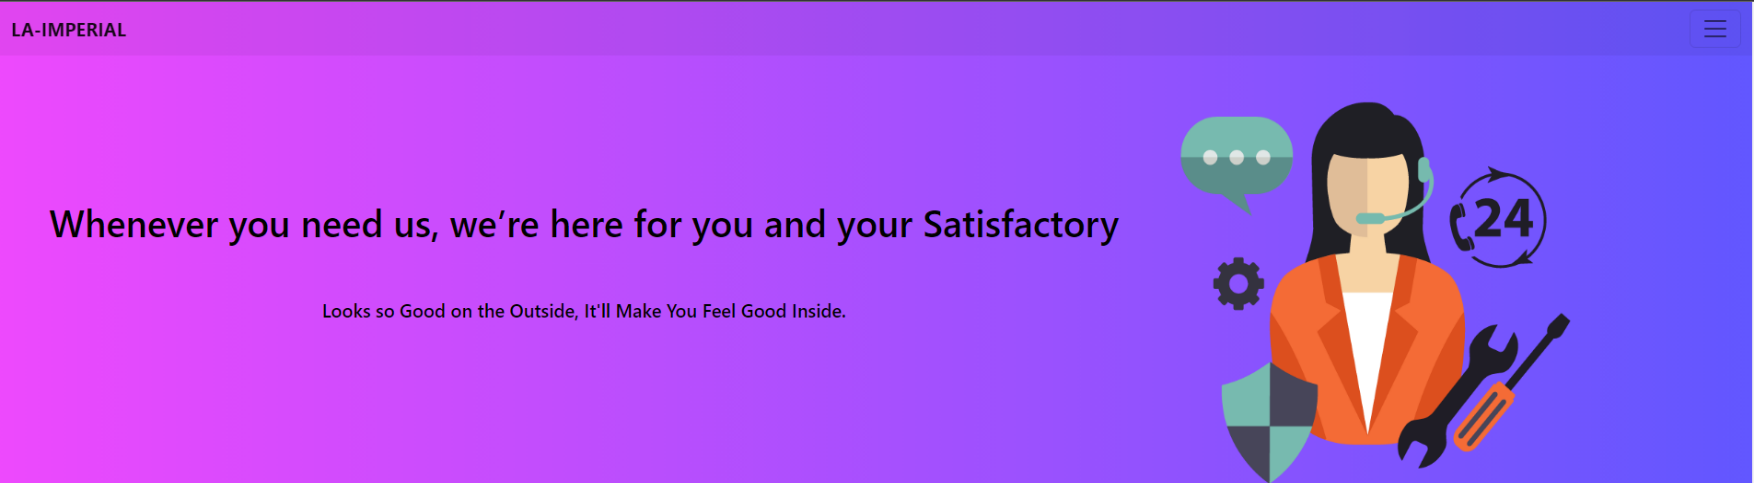 LA-IMPERIAL
Whenever you need us, we’re here for you and your Satisfactory
Looks so Good on the Outside, It'll Make You Feel Good Inside.
24